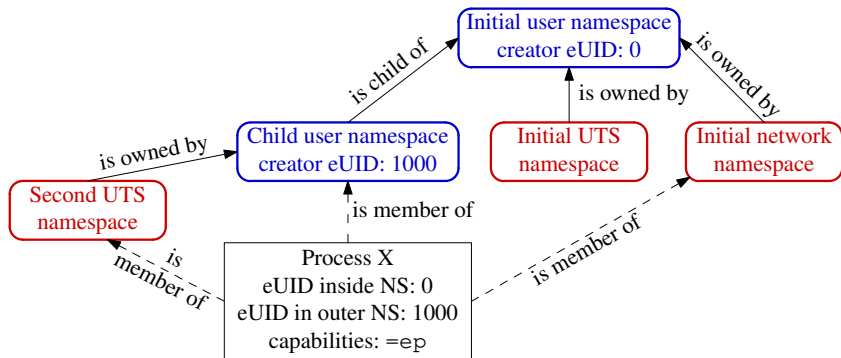 Initial user namespace
creator eUID: 0
is child of
is owned by
is owned by
Child user namespace
creator eUID: 1000
Initial UTS
namespace
Initial network
namespace
is owned by
Second UTS
namespace
is member of
is
member of
is member of
Process X
eUID inside NS: 0
eUID in outer NS: 1000
capabilities: =ep